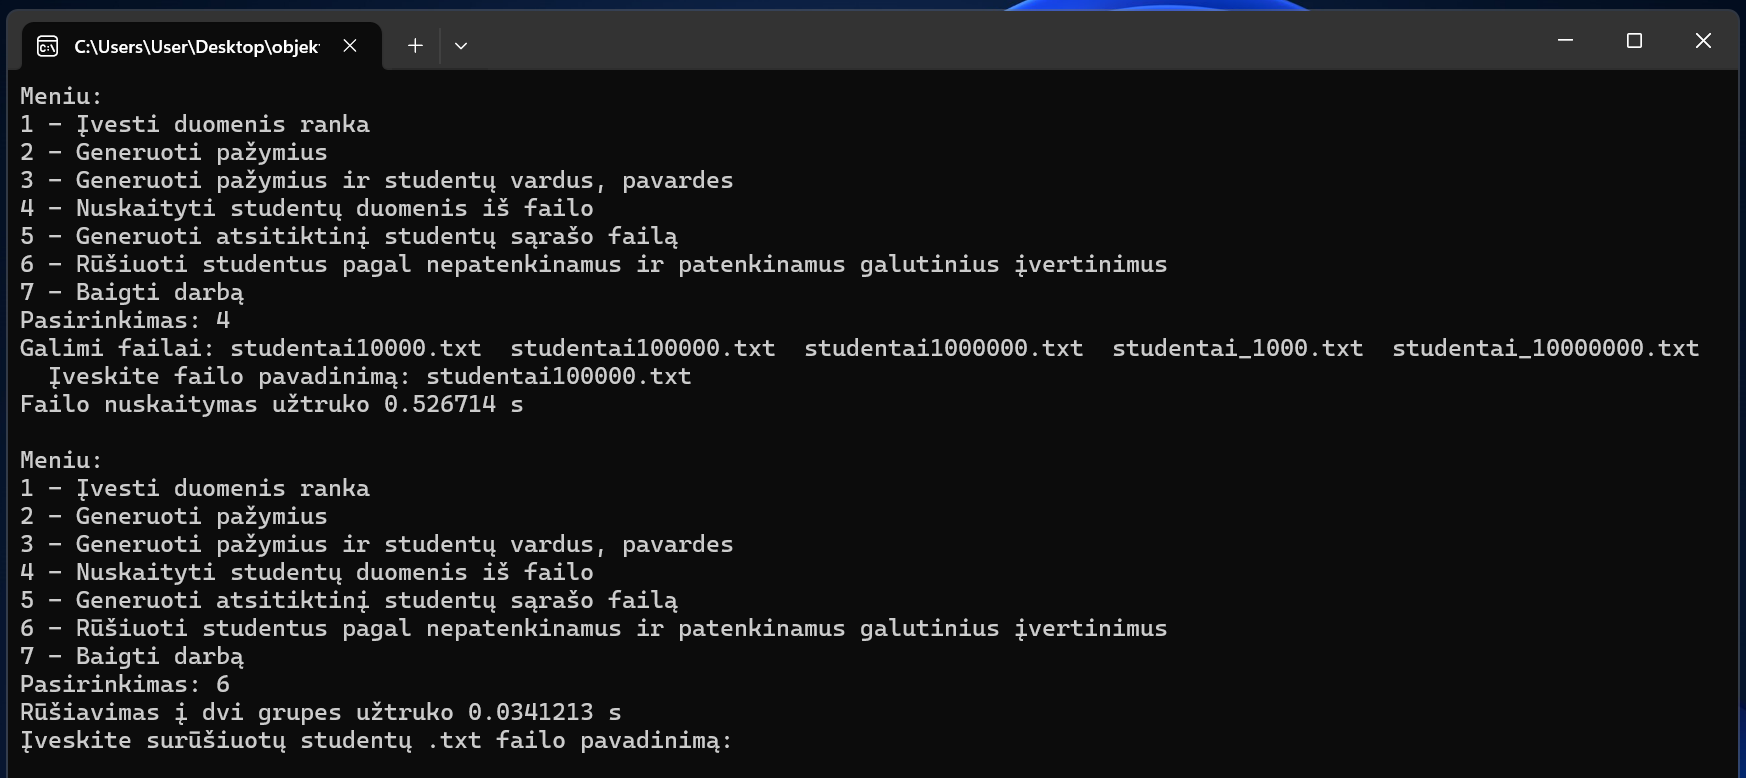 C:\Users\User\Desktop\objek
Meniu:
1 - Įvesti duomenis ranka
2 - Generuoti pažymius
3 - Generuoti pažymius ir studentų vardus, pavardes
4 - Nuskaityti studentų duomenis iš failo
5 - Generuoti atsitiktinį studentų sąrašo failą
6 - Rūšiuoti studentus pagal nepatenkinamus ir patenkinamus galutinius įvertinimus
7 - Baigti darbą
Pasirinkimas: 4
Galimi failai: studentai10000.txt  studentai100000.txt  studentai1000000.txt  studentai_1000.txt  studentai_10000000.txt
  Įveskite failo pavadinimą: studentai100000.txt
Failo nuskaitymas užtruko 0.526714 s
Meniu:
1 - Įvesti duomenis ranka
2 - Generuoti pažymius
3 - Generuoti pažymius ir studentų vardus, pavardes
4 - Nuskaityti studentų duomenis iš failo
5 - Generuoti atsitiktinį studentų sąrašo failą
6 - Rūšiuoti studentus pagal nepatenkinamus ir patenkinamus galutinius įvertinimus
7 - Baigti darbą
Pasirinkimas: 6
Rūšiavimas į dvi grupes užtruko 0.0341213 s
Įveskite surūšiuotų studentų .txt failo pavadinimą: